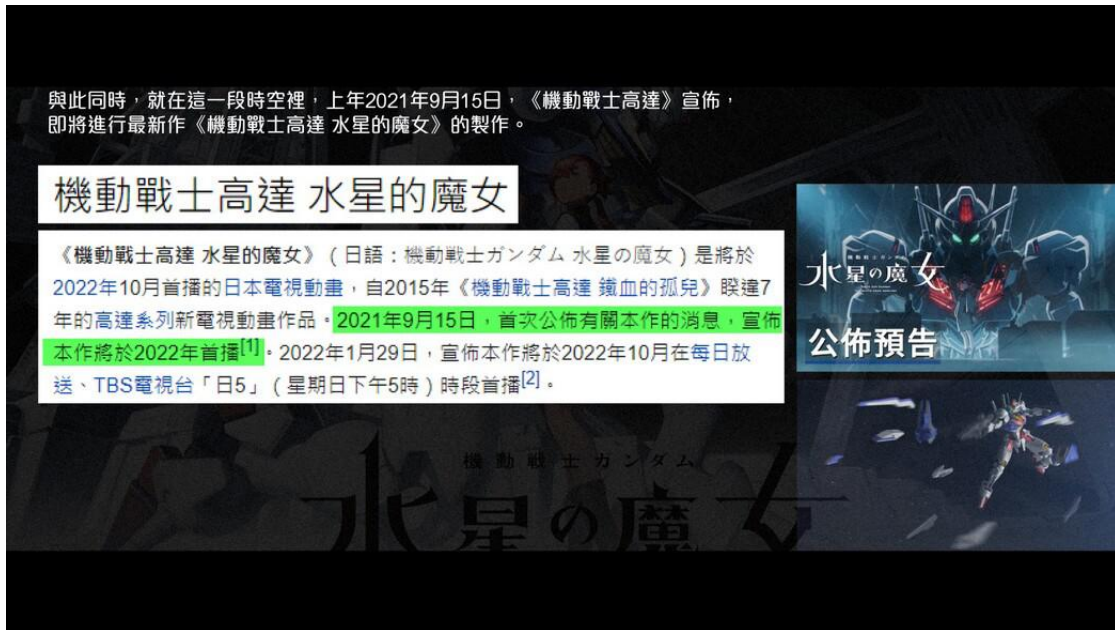 與此同時，就在這一段時空裡，上年2021年9月15日，《機動戰士高達》宣佈，
即將進行最新作《機動戰士高達 水星的魔女》的製作。
機動戰士高達 水星的魔女
《機動戰士高達 水星的魔女》（日語：機動戦士ガンダム 水星の魔女）是將於
2022年10月首播的日本電視動畫，自2015年《機動戰士高達 鐵血的孤兒》睽違7
年的高達系列新電視動畫作品。2021年9月15日，首次公佈有關本作的消息，宣佈
本作將於2022年首播[1]。2022年1月29日，宣佈本作將於2022年10月在每日放
送、TBS電視台「日5」（星期日下午5時）時段首播[2]。
機動戦士ガンダム
水星の魔女
公佈預告
機動戦士ガンダム
水星の魔女